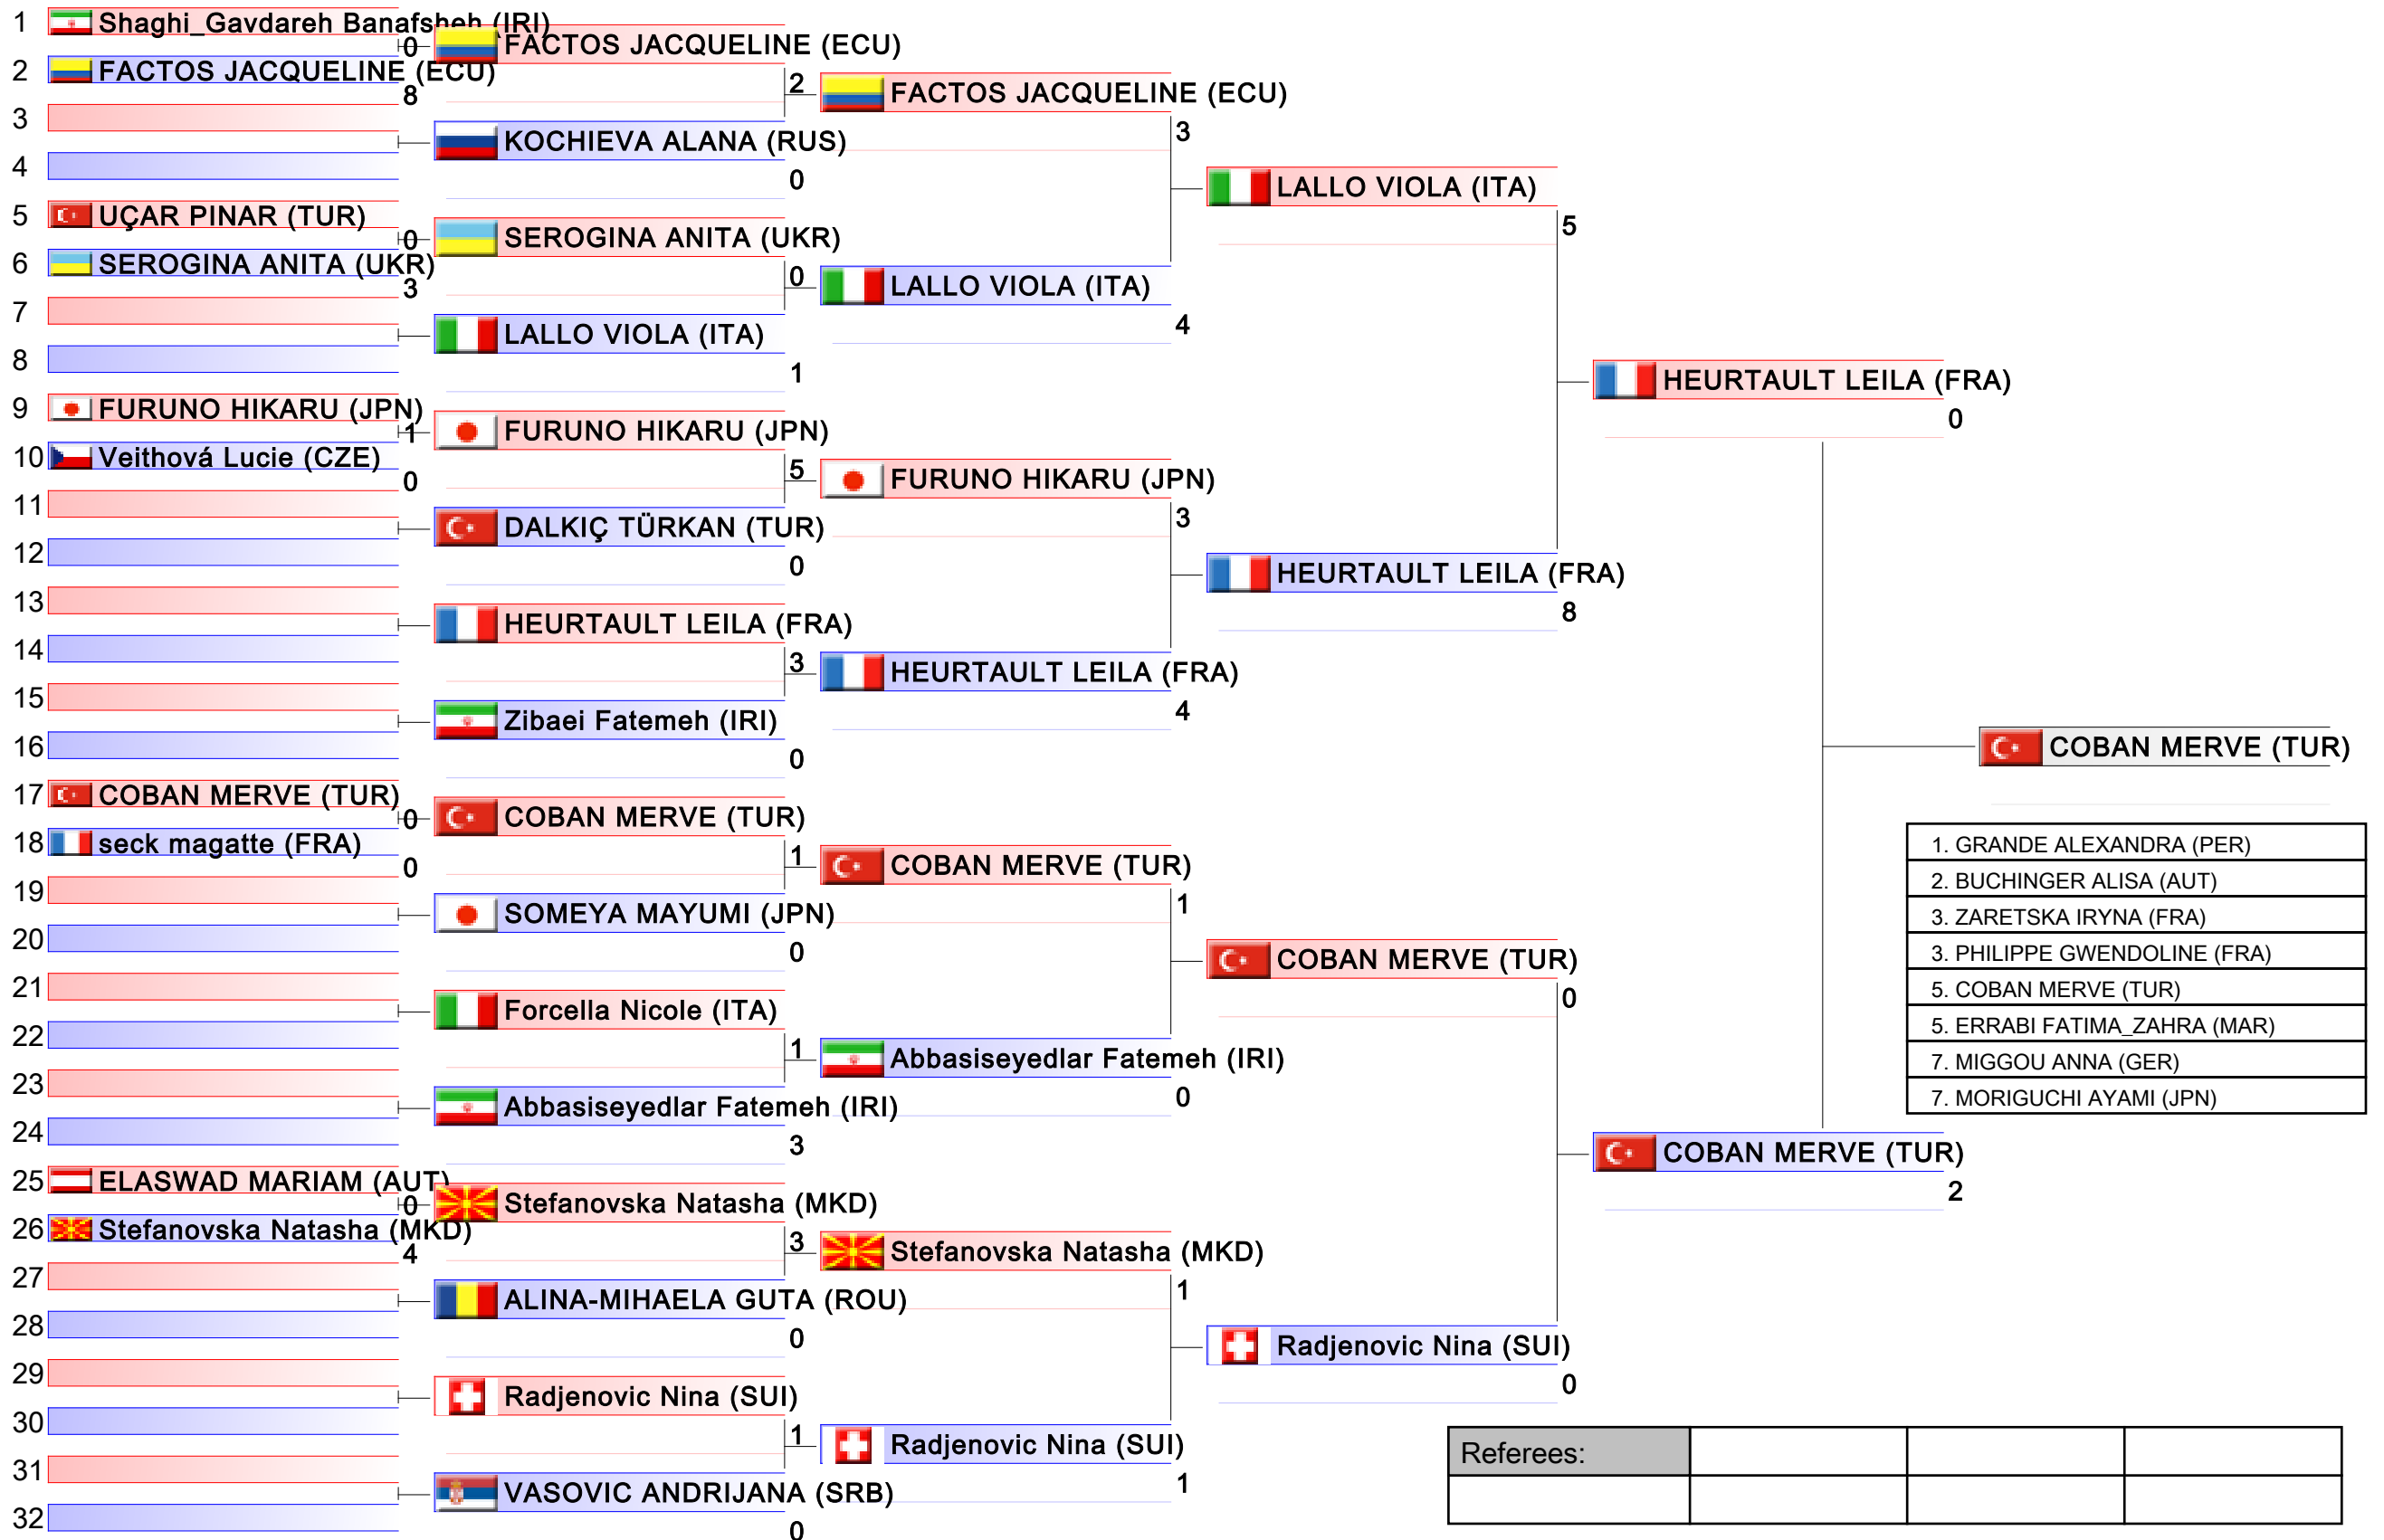 1 Shaghi_Gavdareh Banafsheh (IRI)
0
2 FACTOS JACQUELINE (ECU)
8
3
4
5 UÇAR PINAR (TUR)
0
6 SEROGINA ANITA (UKR)
3
7
8
9 FURUNO HIKARU (JPN)
1
10 Veithová Lucie (CZE)
0
11
12
13
14
15
16
17 COBAN MERVE (TUR)
0
18 seck magatte (FRA)
0
19
20
21
22
23
24
25 ELASWAD MARIAM (AUT)
0
26 Stefanovska Natasha (MKD)
4
27
28
29
30
31
32
FACTOS JACQUELINE (ECU)
2
KOCHIEVA ALANA (RUS)
0
SEROGINA ANITA (UKR)
0
LALLO VIOLA (ITA)
1
FURUNO HIKARU (JPN)
5
DALKIÇ TÜRKAN (TUR)
0
HEURTAULT LEILA (FRA)
3
Zibaei Fatemeh (IRI)
0
COBAN MERVE (TUR)
1
SOMEYA MAYUMI (JPN)
0
Forcella Nicole (ITA)
1
Abbasiseyedlar Fatemeh (IRI)
3
Stefanovska Natasha (MKD)
3
ALINA-MIHAELA GUTA (ROU)
0
Radjenovic Nina (SUI)
1
VASOVIC ANDRIJANA (SRB)
0
FACTOS JACQUELINE (ECU)
3
LALLO VIOLA (ITA)
4
FURUNO HIKARU (JPN)
3
HEURTAULT LEILA (FRA)
4
COBAN MERVE (TUR)
1
Abbasiseyedlar Fatemeh (IRI)
0
Stefanovska Natasha (MKD)
1
Radjenovic Nina (SUI)
1
LALLO VIOLA (ITA)
5
HEURTAULT LEILA (FRA)
8
COBAN MERVE (TUR)
0
Radjenovic Nina (SUI)
0
HEURTAULT LEILA (FRA)
0
COBAN MERVE (TUR)
2
COBAN MERVE (TUR)
1. GRANDE ALEXANDRA (PER)
2. BUCHINGER ALISA (AUT)
3. ZARETSKA IRYNA (FRA)
3. PHILIPPE GWENDOLINE (FRA)
5. COBAN MERVE (TUR)
5. ERRABI FATIMA_ZAHRA (MAR)
7. MIGGOU ANNA (GER)
7. MORIGUCHI AYAMI (JPN)
Referees: